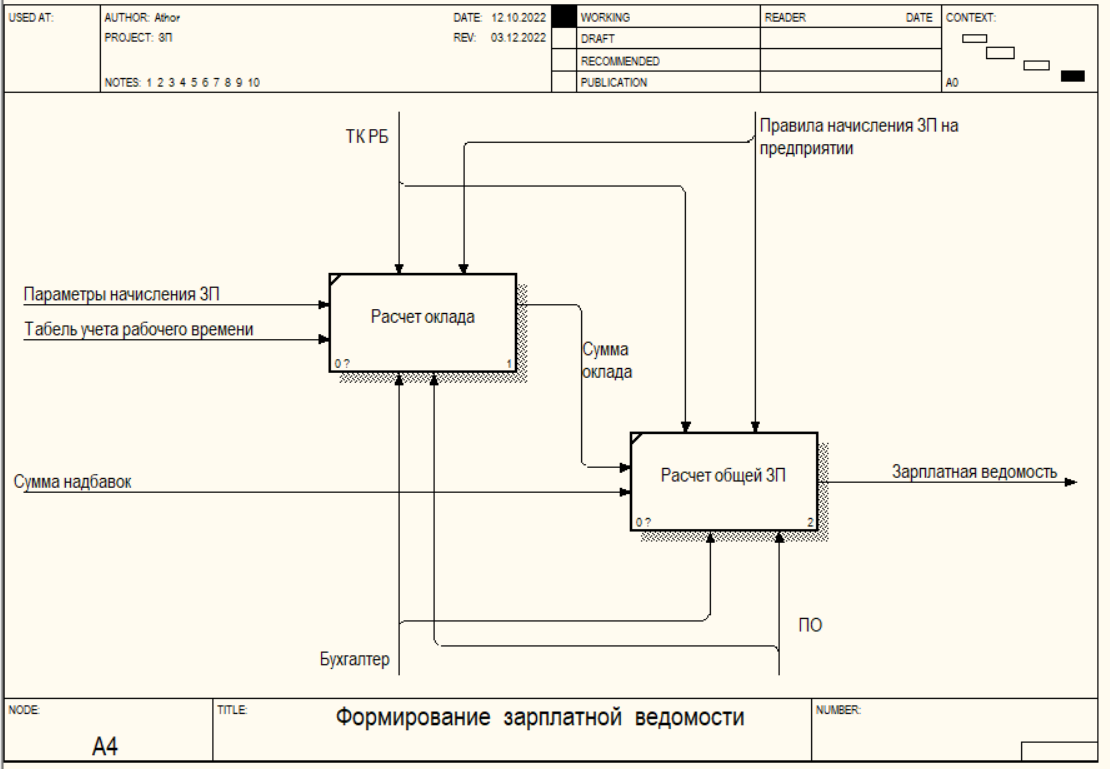 USED AT:
AUTHOR: Athor
DATE: 12.10.2022
WORKING
READER
DATE
CONTEXT:
PROJECT: ЗП
REV: 03.12.2022
DRAFT
RECOMMENDED
NOTES: 1 2 3 4 5 6 7 8 9 10
PUBLICATION
A0
ТК РБ
Правила начисления ЗП на
предприятии
Параметры начисления ЗП
Табель учета рабочего времени
Расчет оклада
0 ?
1
Сумма
оклада
Сумма надбавок
Расчет общей ЗП
0 ?
2
Зарплатная ведомость
ПО
Бухгалтер
NODE:
A4
TITLE:
Формирование зарплатной ведомости
NUMBER: